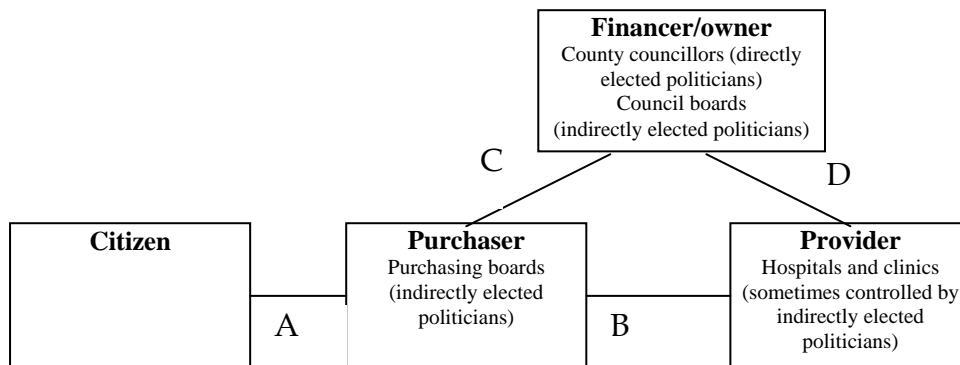 Financer/owner
County councillors (directly
elected politicians)
Council boards
(indirectly elected politicians)
C
D
Citizen
Purchaser
Purchasing boards
(indirectly elected
politicians)
Provider
Hospitals and clinics
(sometimes controlled by
indirectly elected
politicians)
A
B